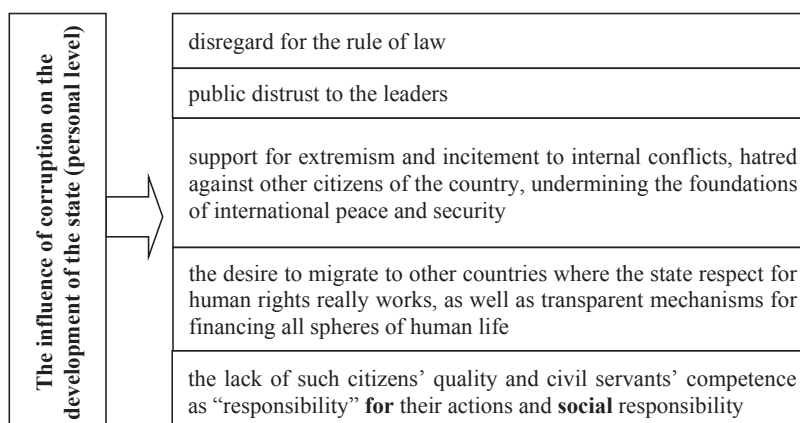 The influence of corruption on the
development of the state (personal level)
disregard for the rule of law
public distrust to the leaders
support for extremism and incitement to internal conflicts, hatred
against other citizens of the country, undermining the foundations
of international peace and security
the desire to migrate to other countries where the state respect for
human rights really works, as well as transparent mechanisms for
financing all spheres of human life
the lack of such citizens’ quality and civil servants’ competence
as “responsibility” for their actions and social responsibility